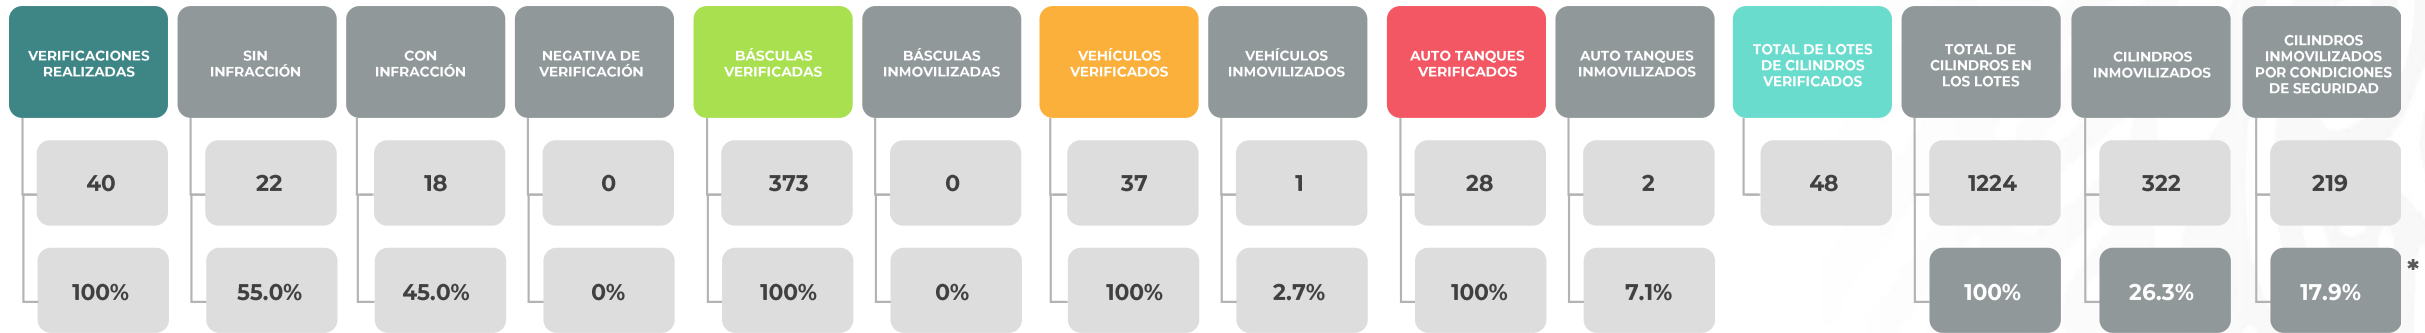 VERIFICACIONES
REALIZADAS
40
100%
SIN
INFRACCIÓN
22
55.0%
CON
INFRACCIÓN
18
45.0%
NEGATIVA DE
VERIFICACIÓN
0
0%
BÁSCULAS
VERIFICADAS
373
100%
BÁSCULAS
INMOVILIZADAS
0
0%
VEHÍCULOS
VERIFICADOS
37
100%
VEHÍCULOS
INMOVILIZADOS
1
2.7%
AUTO TANQUES
VERIFICADOS
28
100%
AUTO TANQUES
INMOVILIZADOS
2
7.1%
TOTAL DE LOTES
DE CILINDROS
VERIFICADOS
48
TOTAL DE
CILINDROS EN
LOS LOTES
1224
100%
CILINDROS
INMOVILIZADOS
322
26.3%
CILINDROS
INMOVILIZADOS
POR CONDICIONES
DE SEGURIDAD
219
17.9% *